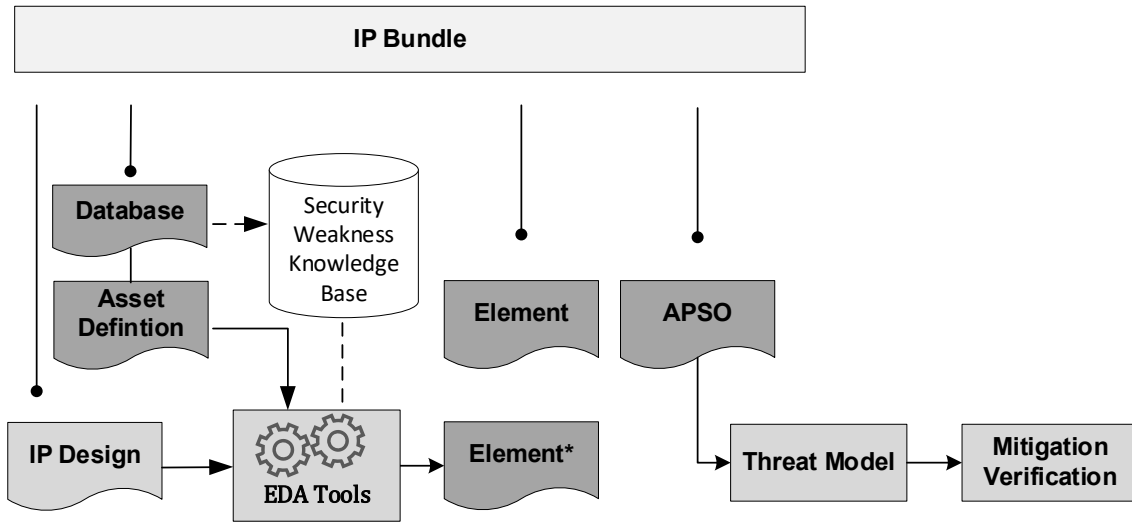 IP Bundle
Database
Security
Weakness
Knowledge
Base
Asset
Defintion
Element
APSO
IP Design
EDA Tools
Element*
Threat Model
Mitigation
Verification